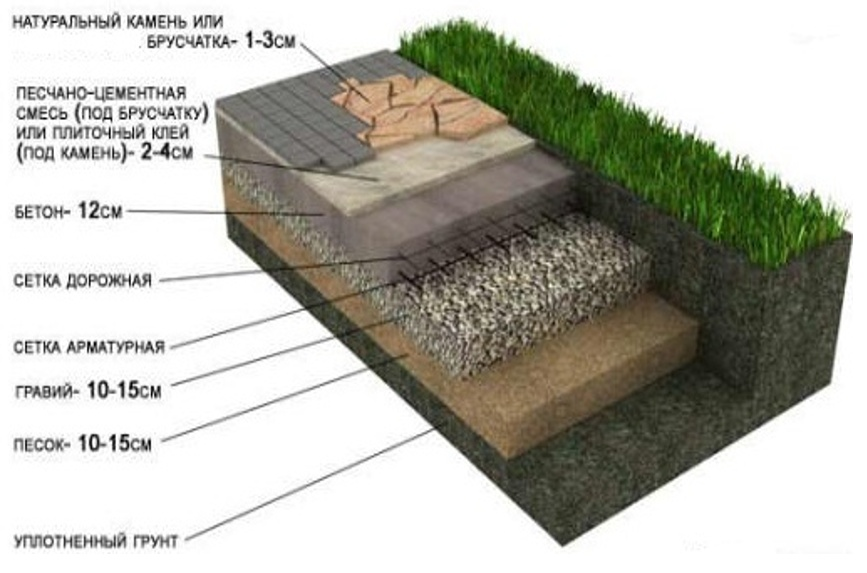 НАТУРАЛЬНЫЙ КАМЕНЬ ИЛИ
БРУСЧАТКА- 1-3СМ
ПЕСЧАНО-ЦЕМЕНТНАЯ
СМЕСЬ (ПОД БРУСЧАТКУ)
ИЛИ ПЛИТОЧНЫЙ КЛЕЙ
(ПОД КАМЕНЬ)- 2-4СМ
БЕТОН- 12СМ
СЕТКА ДОРОЖНАЯ
СЕТКА АРМАТУРНАЯ
ГРАВИЙ- 10-15СМ
ПЕСОК- 10-15СМ
УПЛОТНЕННЫЙ ГРУНТ